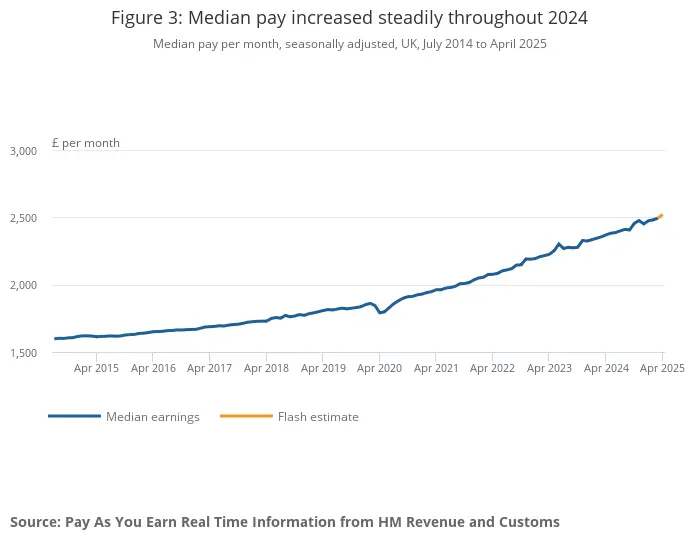 Figure 3: Median pay increased steadily throughout 2024
Median pay per month, seasonally adjusted, UK, July 2014 to April 2025
£ per month
3,000
2,500
2,000
1,500
Apr 2015 Apr 2016 Apr 2017 Apr 2018 Apr 2019 Apr 2020 Apr 2021 Apr 2022 Apr 2023 Apr 2024 Apr 2025
Median earnings Flash estimate
Source: Pay As You Earn Real Time Information from HM Revenue and Customs